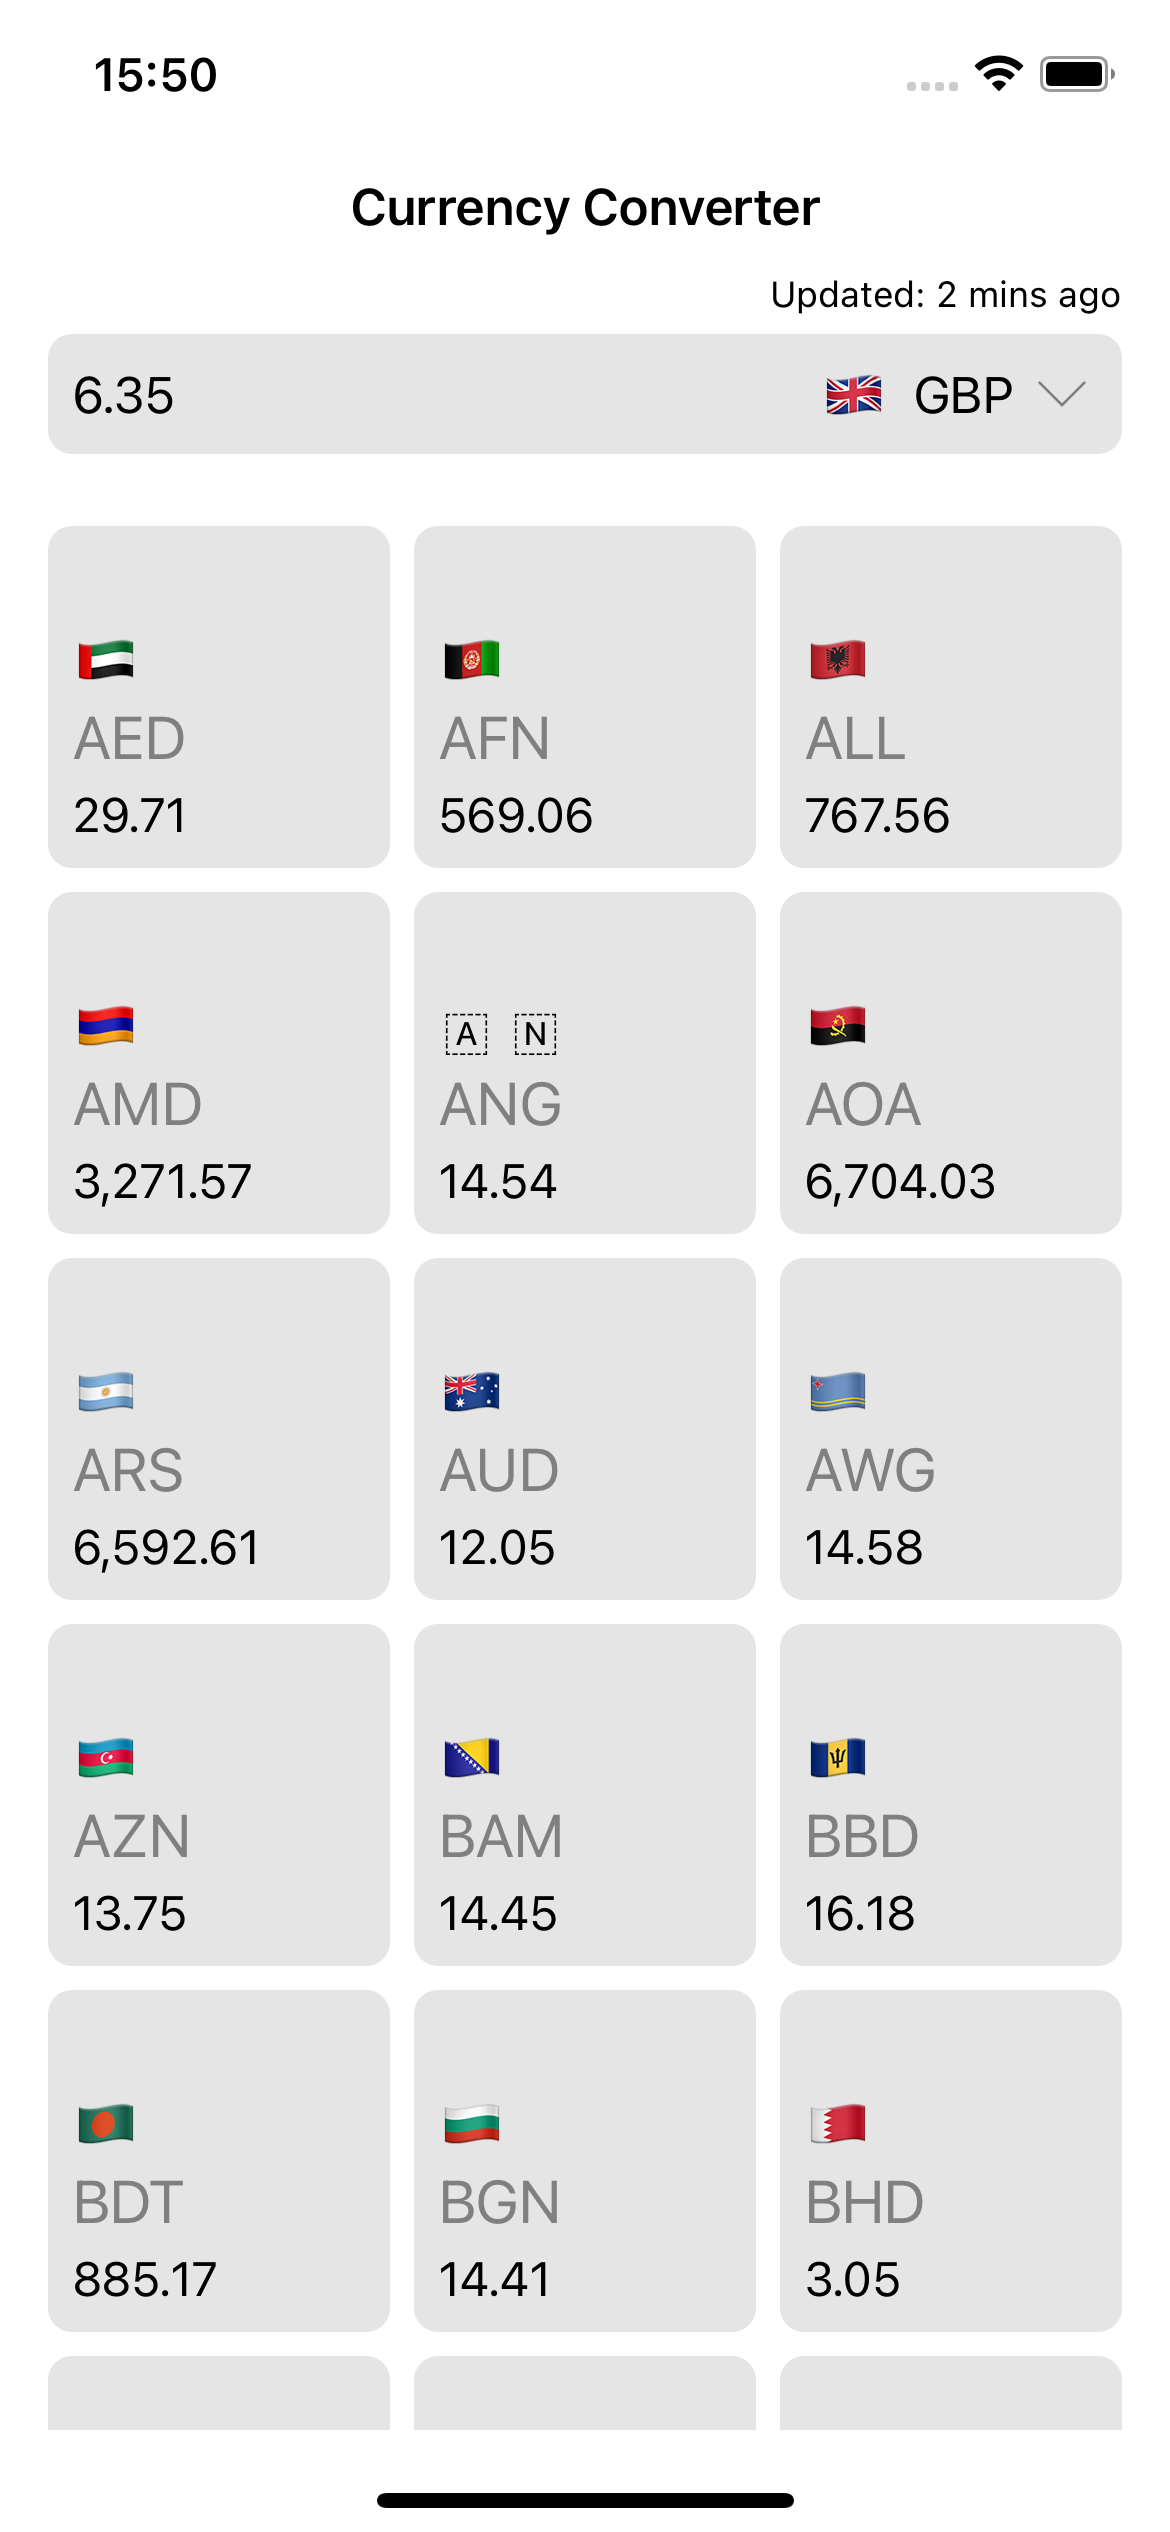 15:50
Currency Converter
Updated: 2 mins ago
6.35 GBP
AED
29.71
AFN
569.06
ALL
767.56
AMD
3,271.57
A N
ANG
14.54
AOA
6,704.03
ARS
6,592.61
AUD
12.05
AWG
14.58
AZN
13.75
BAM
14.45
BBD
16.18
BDT
885.17
BGN
14.41
BHD
3.05